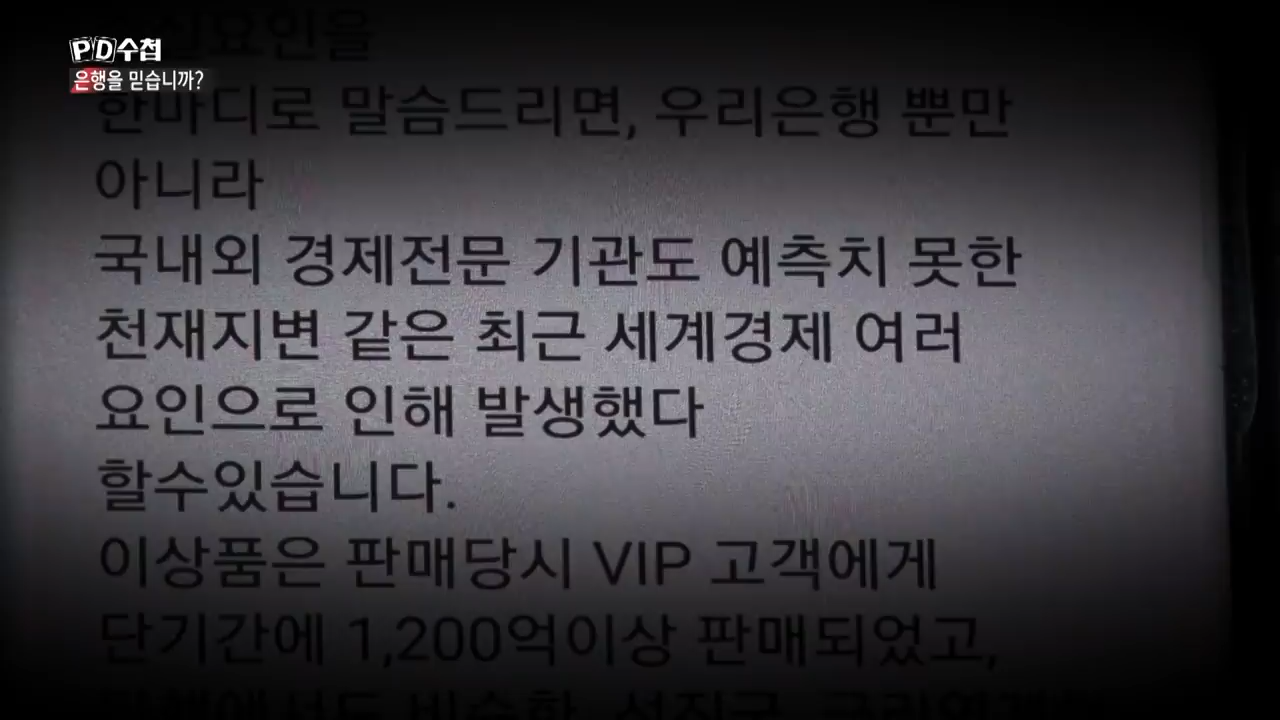 PD수첩
은행을 믿습니까?
요인을
한마디로 말슴드리면, 우리은행 뿐만
아니라
국내외 경제전문 기관도 예측치 못한
천재지변 같은 최근 세계경제 여러
요인으로 인해 발생했다
할수있습니다.
이상품은 판매당시 VIP 고객에게
단기간에 1,200억이상 판매되었고,